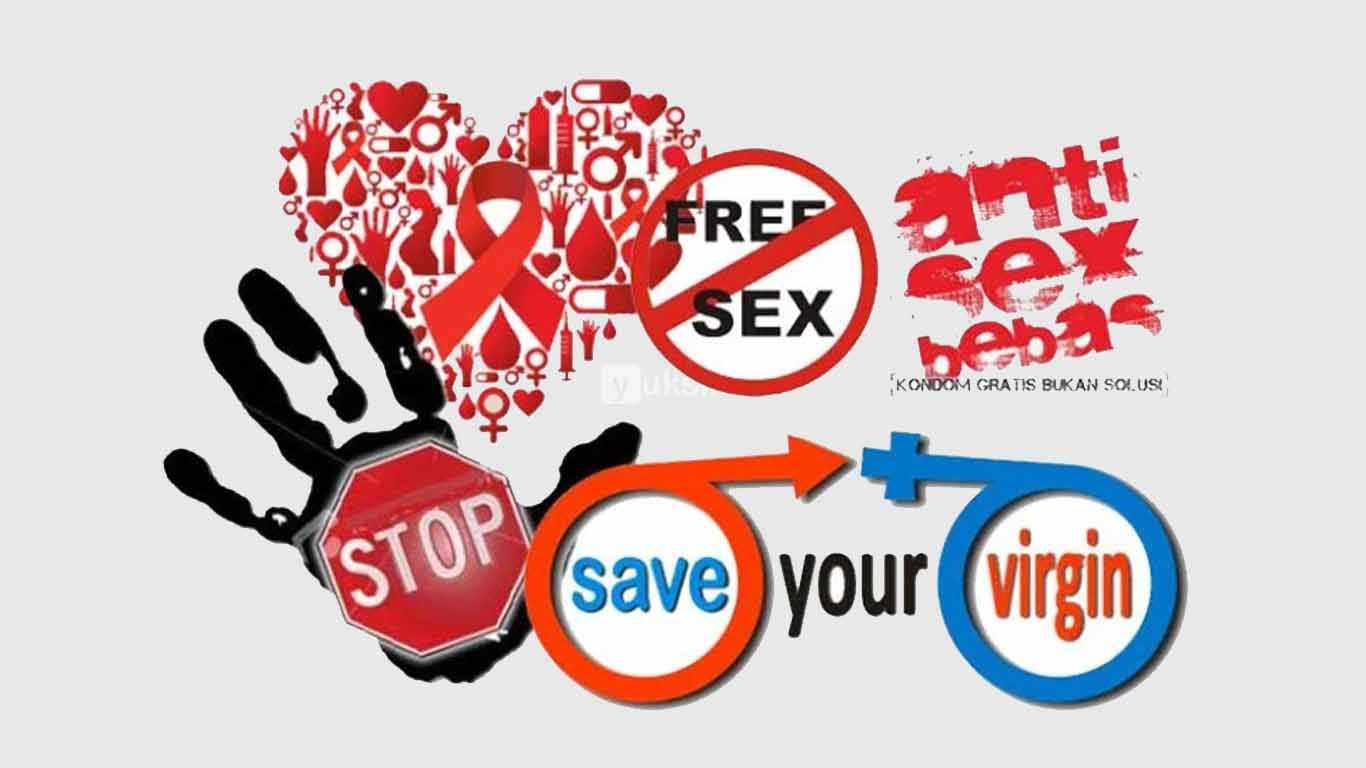 FREE
SEX
anti
sex
bebas
KONDOM GRATIS BUKAN SOLUSI
STOP
save your virgin